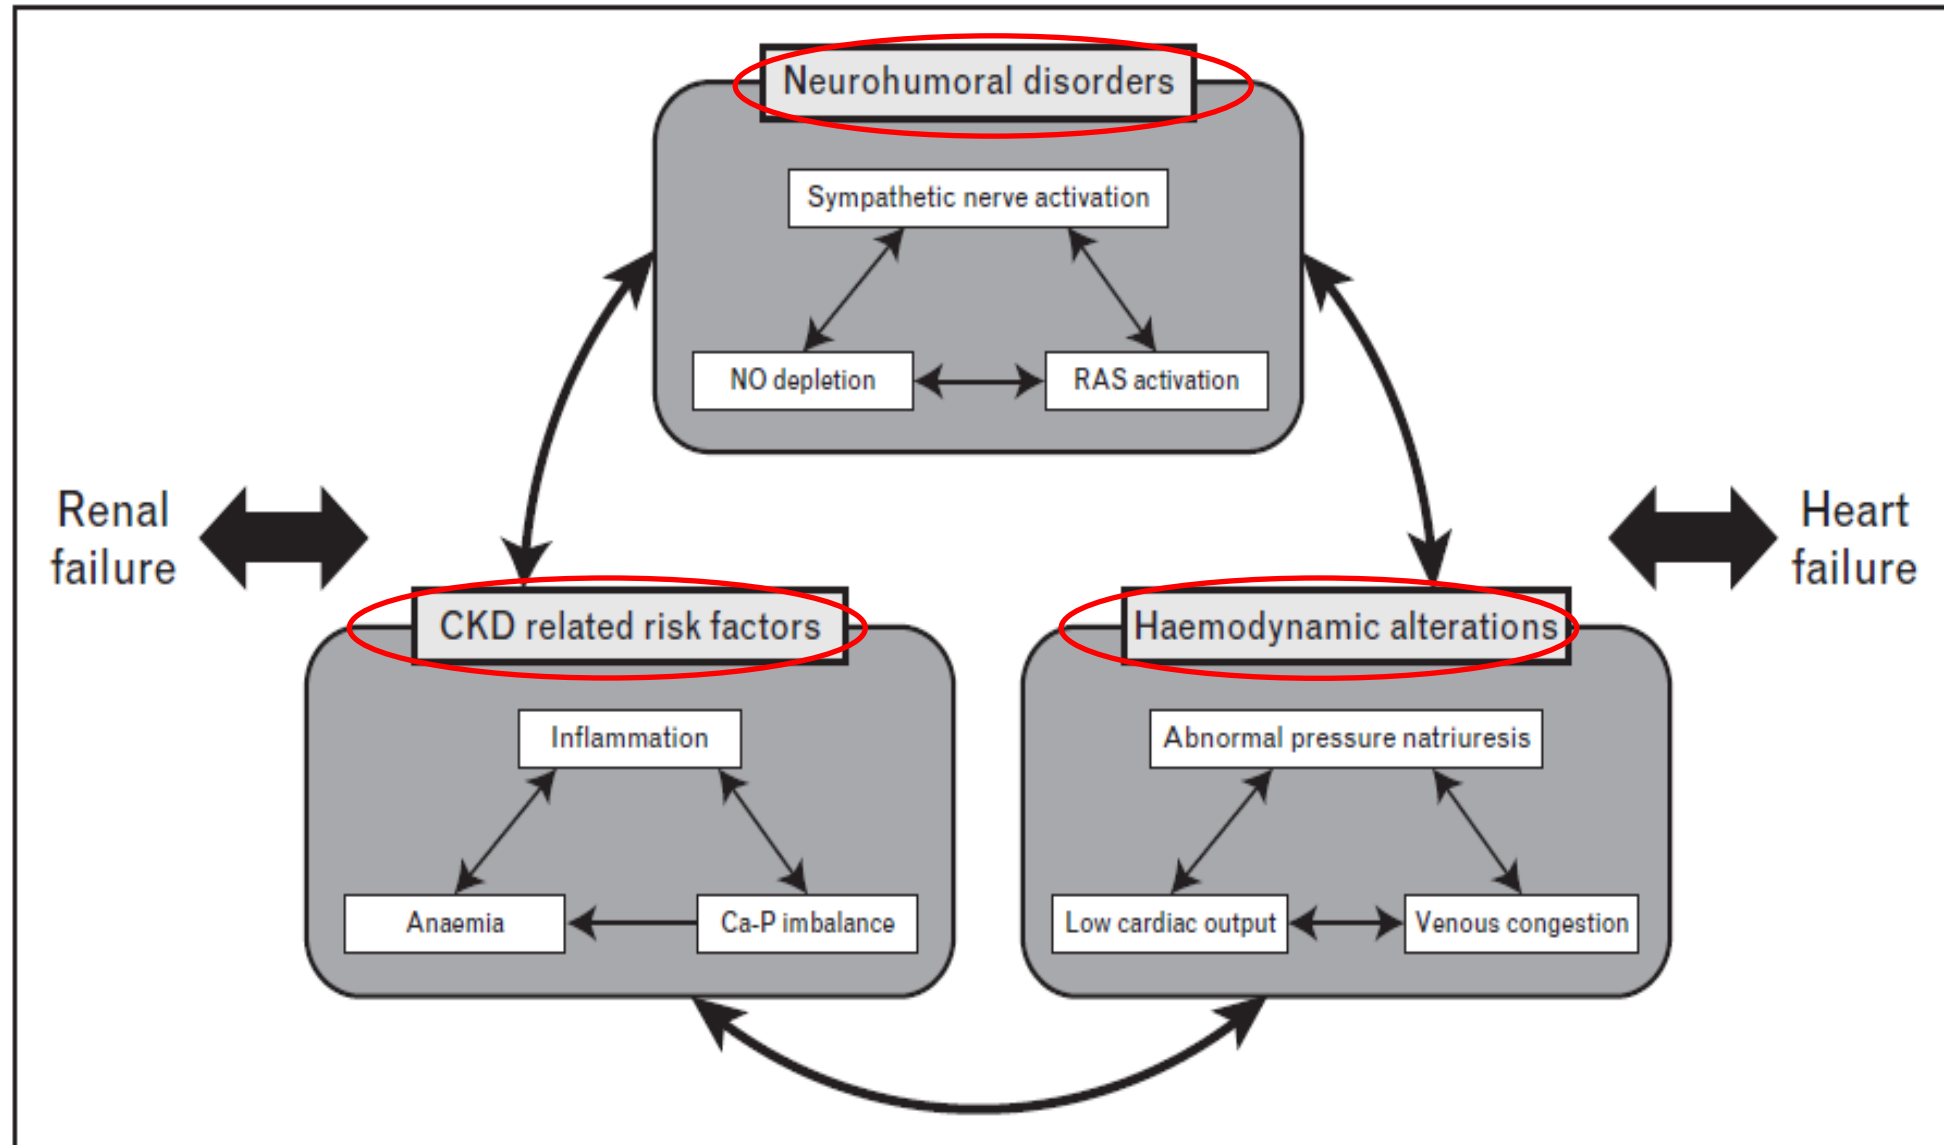 Neurohumoral disorders
Sympathetic nerve activation
NO depletion
RAS activation
Renal
failure
Heart
failure
CKD related risk factors
Inflammation
Anaemia
Ca-P imbalance
Haemodynamic alterations
Abnormal pressure natriuresis
Low cardiac output
Venous congestion